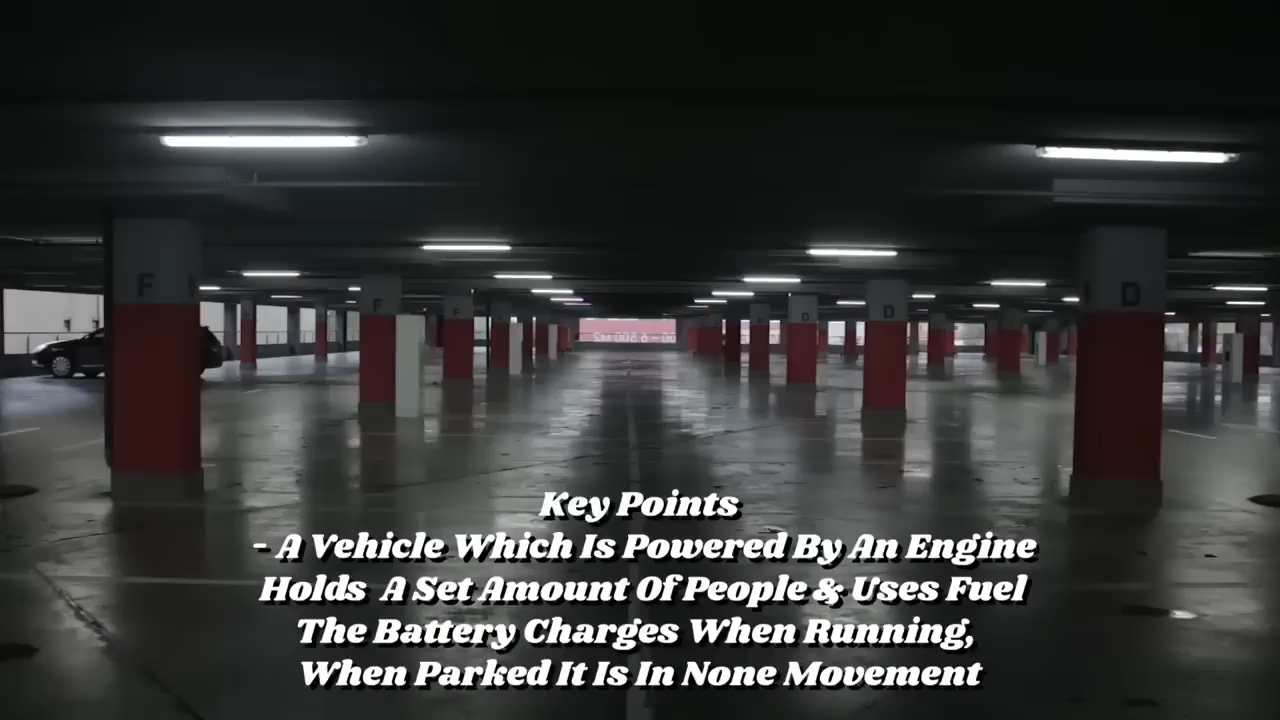 F
F
F
D
D
D
Key Points
- A Vehicle Which Is Powered By An Engine
Holds A Set Amount Of People & Uses Fuel
The Battery Charges When Running,
When Parked It Is In None Movement